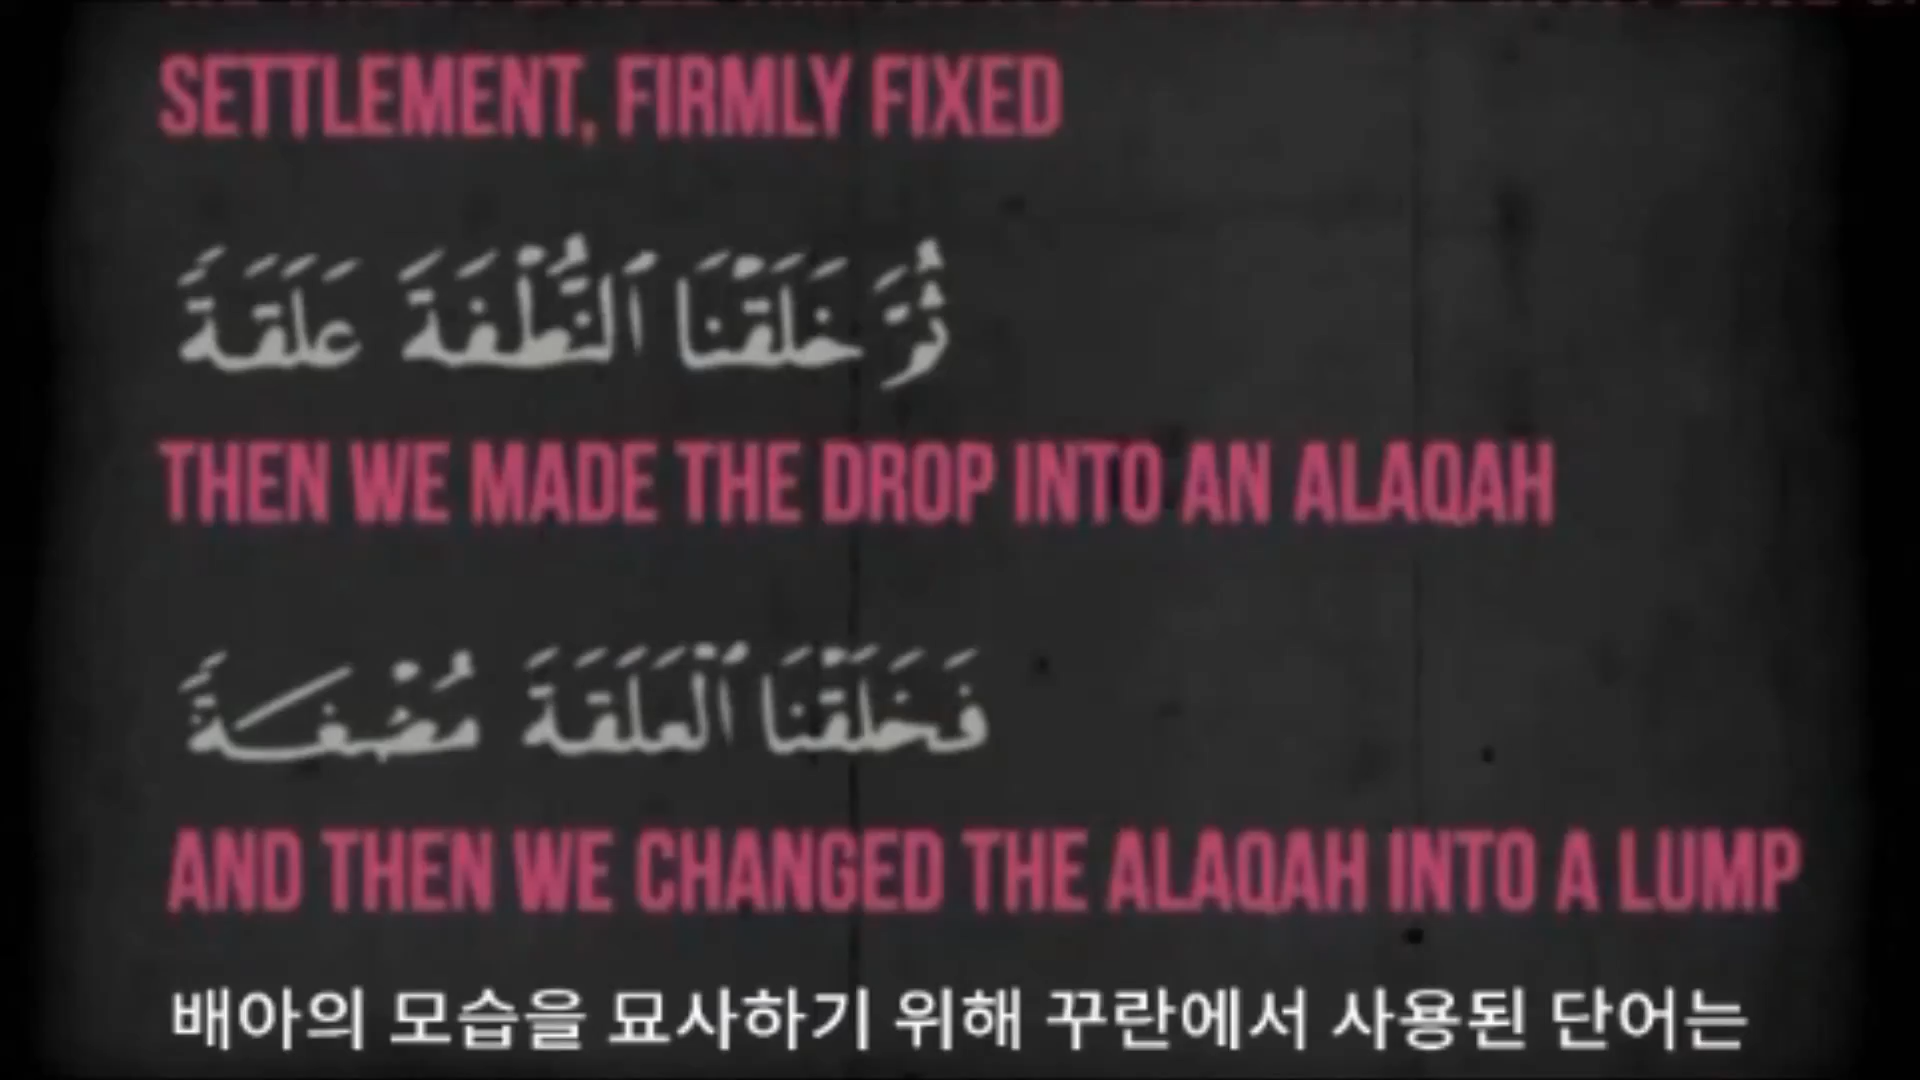 SETTLEMENT, FIRMLY FIXED
ثُمَّ خَلَقْنَا ٱلنُّطْفَةَ عَلَقَةً
THEN WE MADE THE DROP INTO AN ALAQAH
فَخَلَقْنَا ٱلْعَلَقَةَ مُضْغَةً
AND THEN WE CHANGED THE ALAQAH INTO A LUMP
배아의 모습을 묘사하기 위해 꾸란에서 사용된 단어는